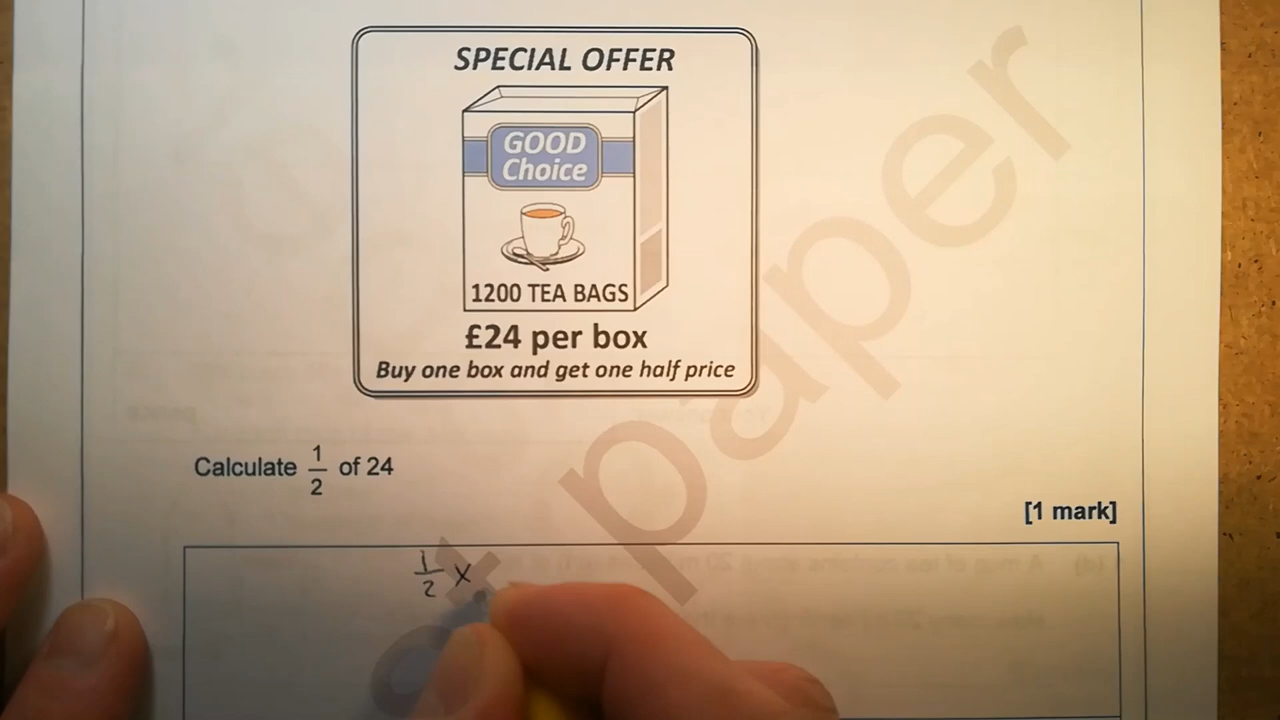 SPECIAL OFFER
GOOD
Choice
1200 TEA BAGS
£24 per box
Buy one box and get one half price
Calculate 1/2 of 24
[1 mark]
1/2 x
paper